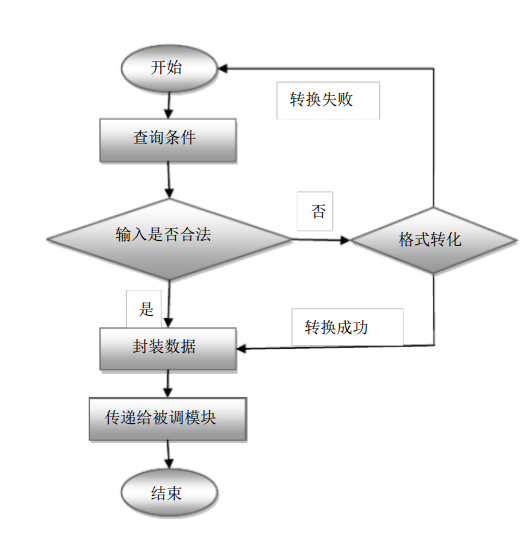 开始
转换失败
查询条件
否
输入是否合法
格式转化
是
转换成功
封装数据
传递给被调模块
结束